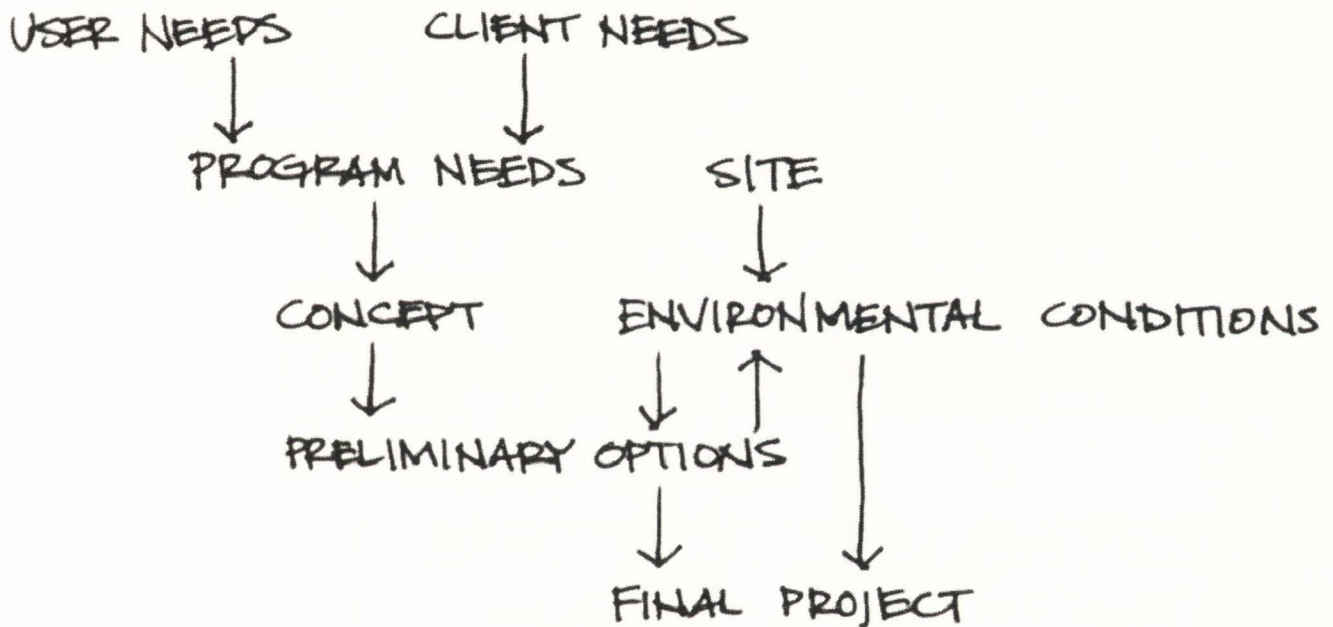 USER NEEDS CLIENT NEEDS
PROGRAM NEEDS SITE
CONCEPT ENVIRONMENTAL CONDITIONS
PRELIMINARY OPTIONS
FINAL PROJECT